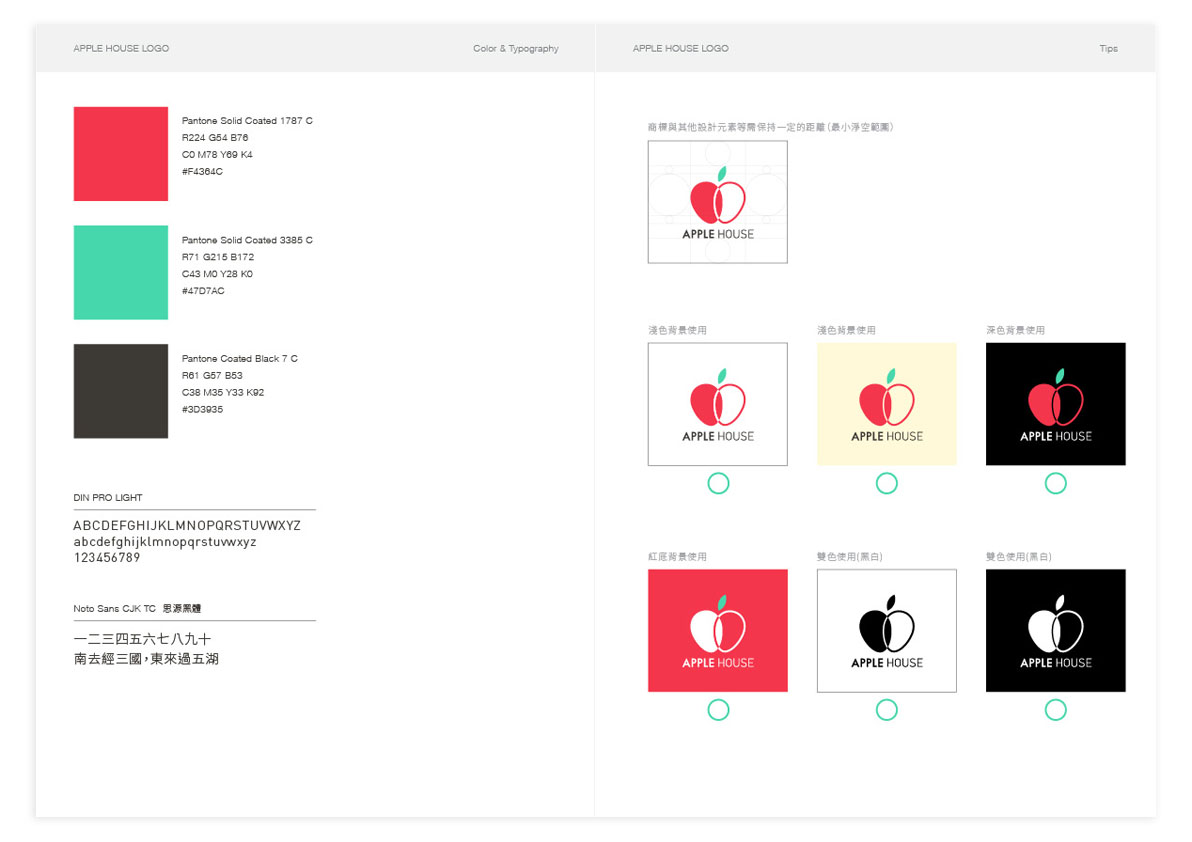 APPLE HOUSE LOGO
Color & Typography
Pantone Solid Coated 1787 C
R224 G54 B76
C0 M78 Y69 K4
#F4364C
Pantone Solid Coated 3385 C
R71 G215 B172
C43 M0 Y28 K0
#47D7AC
Pantone Coated Black 7 C
R61 G57 B53
C38 M35 Y33 K92
#3D3935
DIN PRO LIGHT
ABCDEFGHIJKLMNOPQRSTUVWXYZ
abcdefghijklmnopqrstuvwxyz
123456789
Noto Sans CJK TC 思源黑體
一二三四五六七八九十
南去經三國，東來過五湖
APPLE HOUSE LOGO
Tips
商標與其他設計元素等需保持一定的距離（最小淨空範圍）
APPLE HOUSE
淺色背景使用
淺色背景使用
深色背景使用
APPLE HOUSE
APPLE HOUSE
APPLE HOUSE
紅底背景使用
雙色使用(黑白)
雙色使用(黑白)
APPLE HOUSE
APPLE HOUSE
APPLE HOUSE